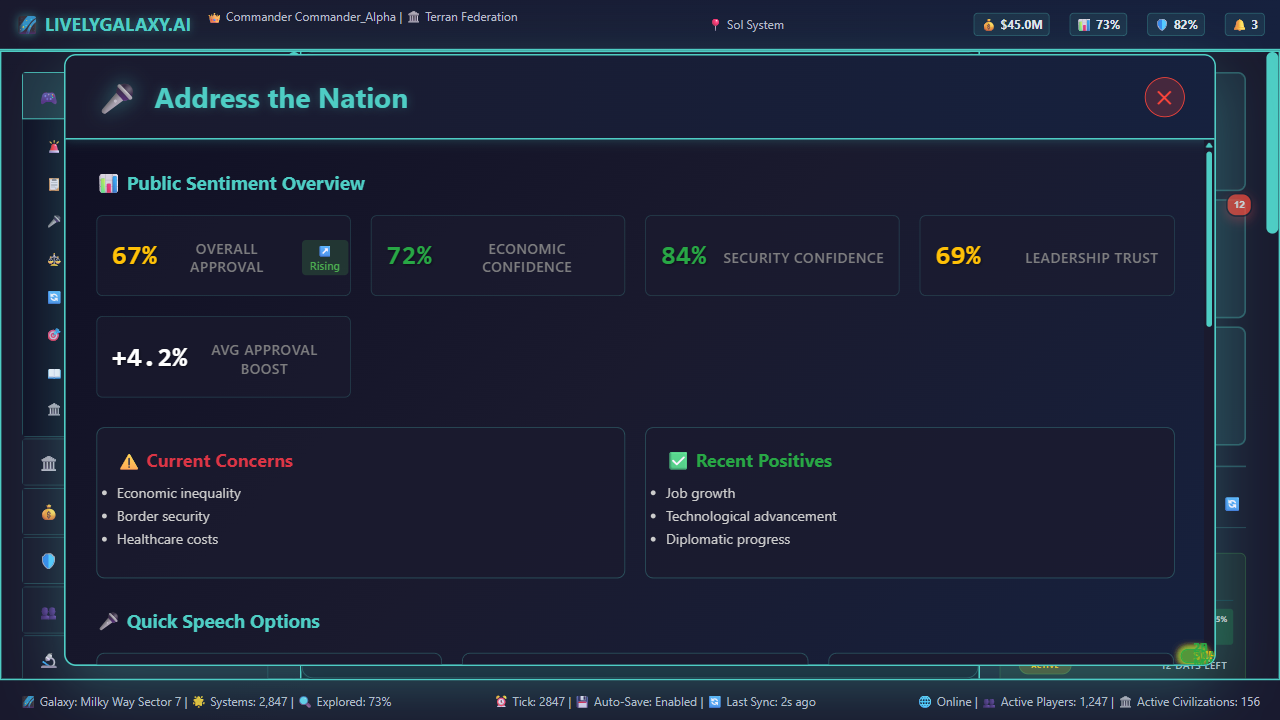 LIVELYGALAXY.AI
Commander Commander_Alpha | Terran Federation
Sol System
$45.0M
73%
82%
3
Address the Nation
Public Sentiment Overview
67%
OVERALL
APPROVAL
Rising
72%
ECONOMIC
CONFIDENCE
84%
SECURITY CONFIDENCE
69%
LEADERSHIP TRUST
+4.2%
AVG APPROVAL
BOOST
12
Current Concerns
• Economic inequality
• Border security
• Healthcare costs
Recent Positives
• Job growth
• Technological advancement
• Diplomatic progress
Quick Speech Options
5%
ACTIVE
12 DAYS LEFT
Galaxy: Milky Way Sector 7 | Systems: 2,847 | Explored: 73%
Tick: 2847 | Auto-Save: Enabled | Last Sync: 2s ago
Online | Active Players: 1,247 | Active Civilizations: 156